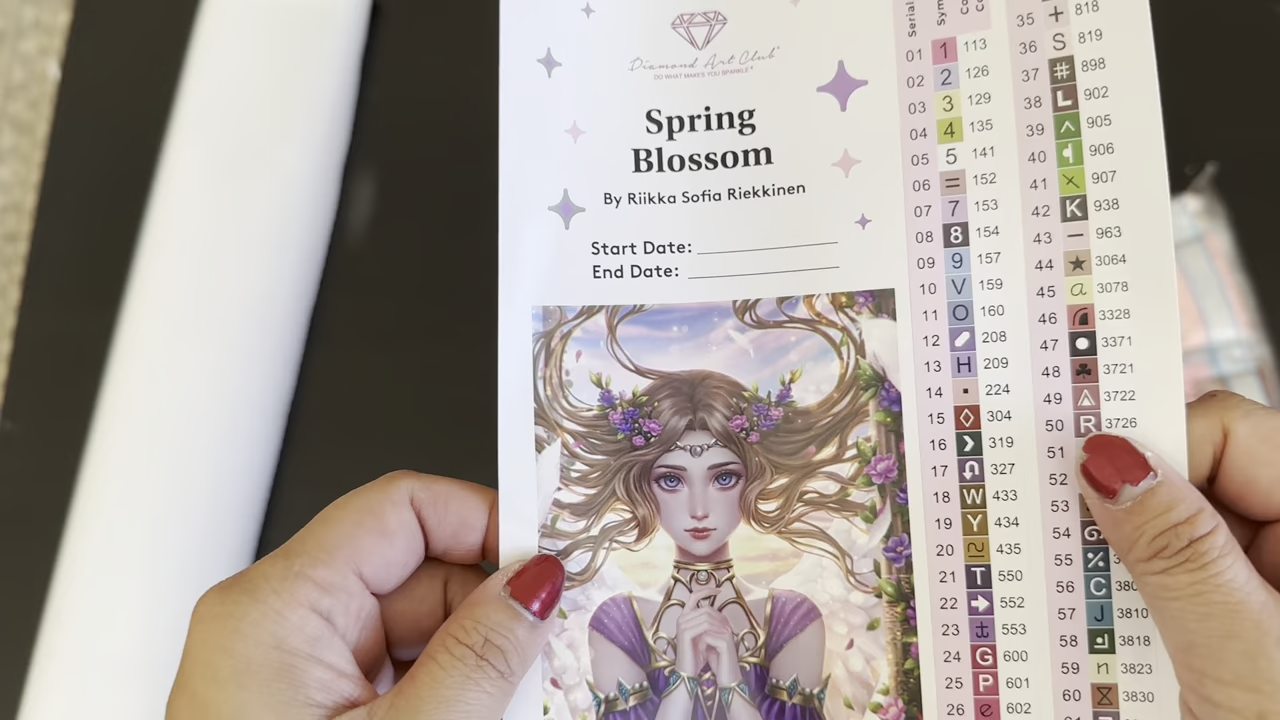 Diamond Art Club
DO WHAT MAKES YOU SPARKLE
Spring
Blossom
By Riikka Sofia Riekkinen
Start Date:
End Date:
Serial
01 1 113
02 2 126
03 3 129
04 4 135
05 5 141
06 = 152
07 7 153
08 8 154
09 9 157
10 V 159
11 O 160
12 208
13 H 209
14 ▪ 224
15 ◇ 304
16 ❯ 319
17 327
18 W 433
19 Y 434
20 435
21 T 550
22 ➡ 552
23 553
24 G 600
25 P 601
26 e 602
35 + 818
36 S 819
37 # 898
38 L 902
39 ^ 905
40 ¶ 906
41 × 907
42 K 938
43 – 963
44 ★ 3064
45 a 3078
46 3328
47 ● 3371
48 ♣ 3721
49 3722
50 R 3726
51
52
53
54
55
56 C
57 J 3810
58 3818
59 n 3823
60 3830